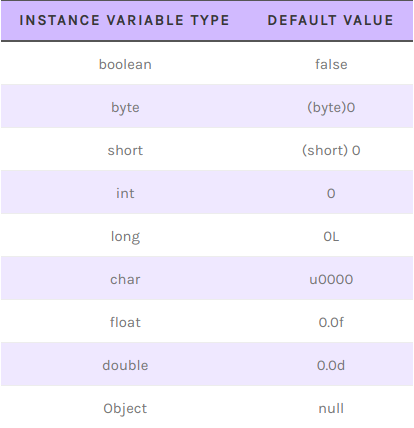 INSTANCE VARIABLE TYPE DEFAULT VALUE
boolean false
byte (byte)0
short (short) 0
int 0
long 0L
char u0000
float 0.0f
double 0.0d
Object null